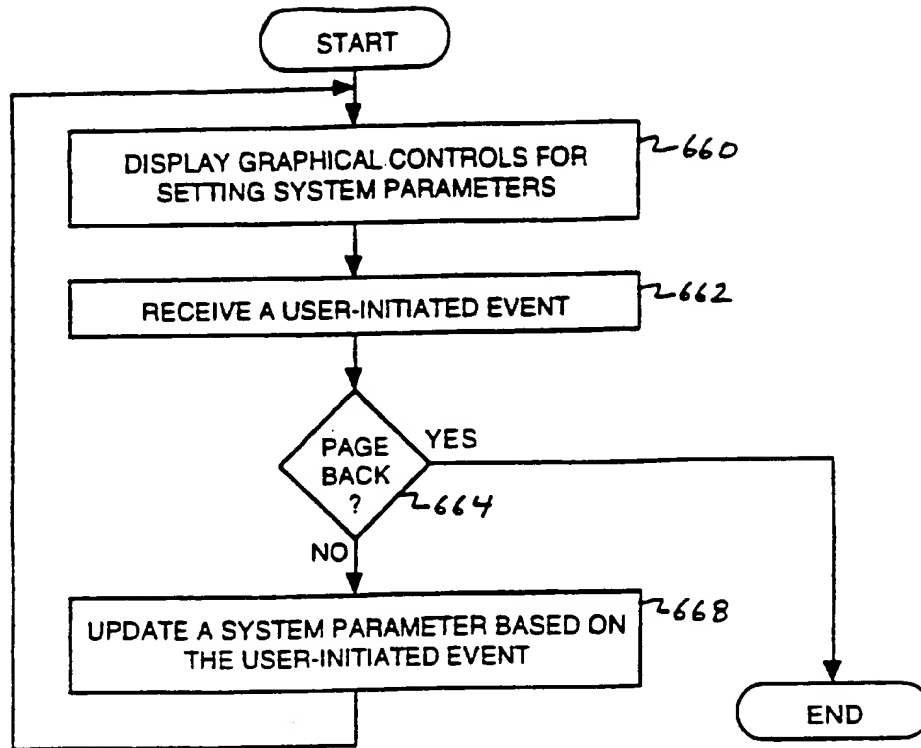 START
DISPLAY GRAPHICAL CONTROLS FOR
SETTING SYSTEM PARAMETERS
660
RECEIVE A USER-INITIATED EVENT
662
PAGE
BACK
?
YES
664
NO
UPDATE A SYSTEM PARAMETER BASED ON
THE USER-INITIATED EVENT
668
END